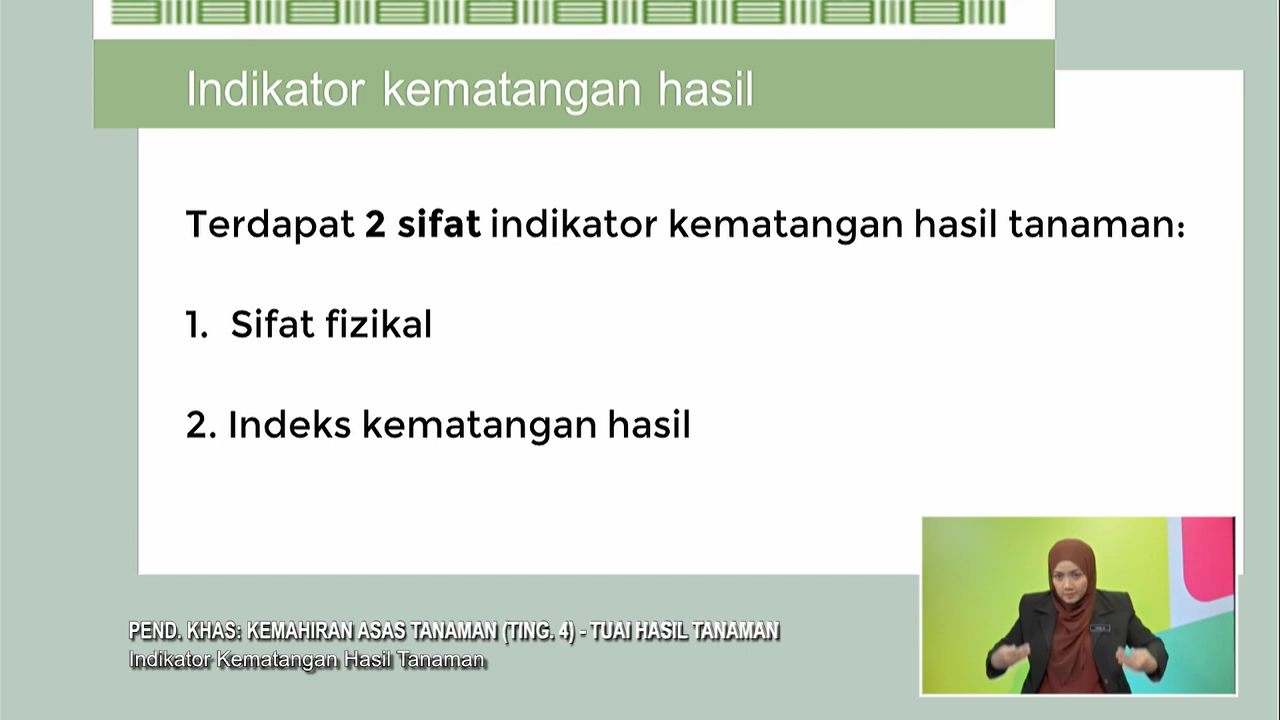 Indikator kematangan hasil
Terdapat 2 sifat indikator kematangan hasil tanaman:
1. Sifat fizikal
2. Indeks kematangan hasil
PEND. KHAS: KEMAHIRAN ASAS TANAMAN (TING. 4) - TUAI HASIL TANAMAN
Indikator Kematangan Hasil Tanaman